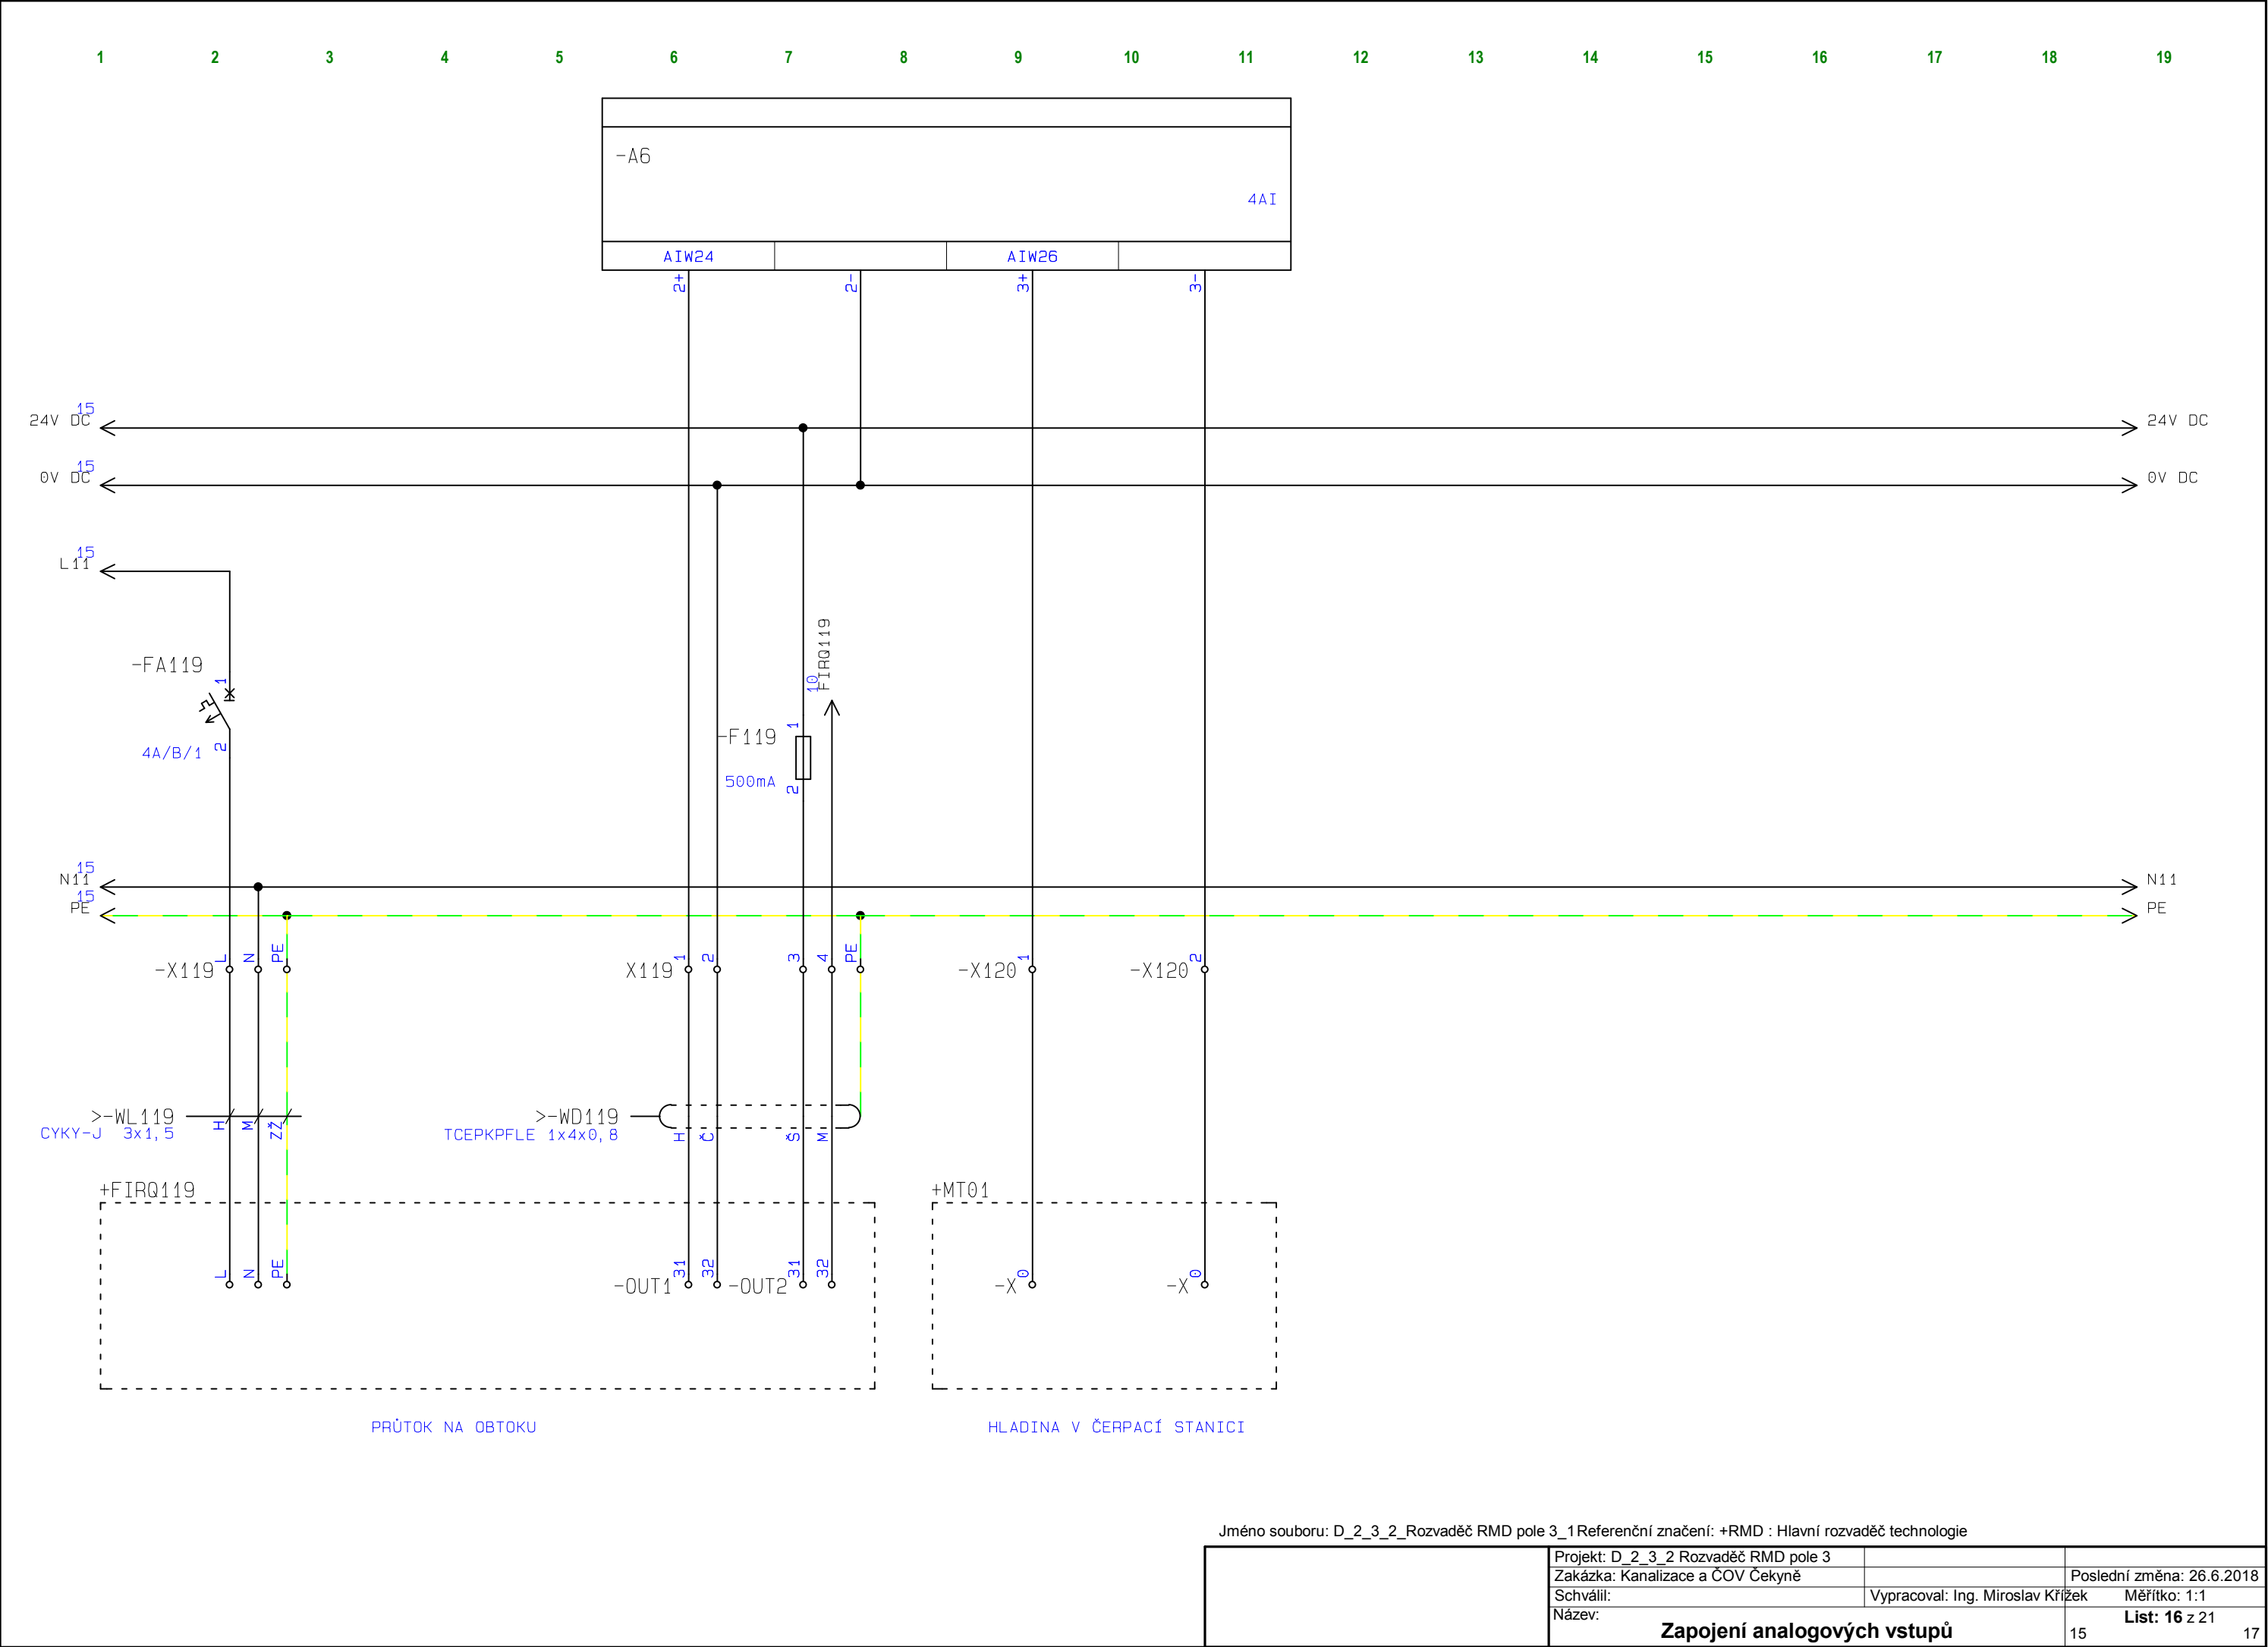 1 2 3 4 5 6 7 8 9 10 11 12 13 14 15 16 17 18 19
-A6
4AI
AIW24 AIW26
2+ 2- 3+ 3-
15
24V DC 24V DC
15
0V DC 0V DC
15
L11
FIRQ119
10
-FA119
1
4A/B/1 2
-F119 1
500mA 2
15
N11 N11
15
PE PE
-X119 L N PE X119 1 2 3 4 PE -X120 1 -X120 2
>-WL119 >-WD119
CYKY-J 3x1,5 H M ZŽ TCEPKPFLE 1x4x0,8 H Č Š M
+FIRQ119 +MT01
L N PE -OUT1 31 32 -OUT2 31 32 -X 0 -X 0
PRŮTOK NA OBTOKU HLADINA V ČERPACÍ STANICI
Jméno souboru: D_2_3_2_Rozvaděč RMD pole 3_1 Referenční značení: +RMD : Hlavní rozvaděč technologie
Projekt: D_2_3_2 Rozvaděč RMD pole 3
Zakázka: Kanalizace a ČOV Čekyně Poslední změna: 26.6.2018
Schválil: Vypracoval: Ing. Miroslav Křížek Měřítko: 1:1
Název: List: 16 z 21
Zapojení analogových vstupů 15 17